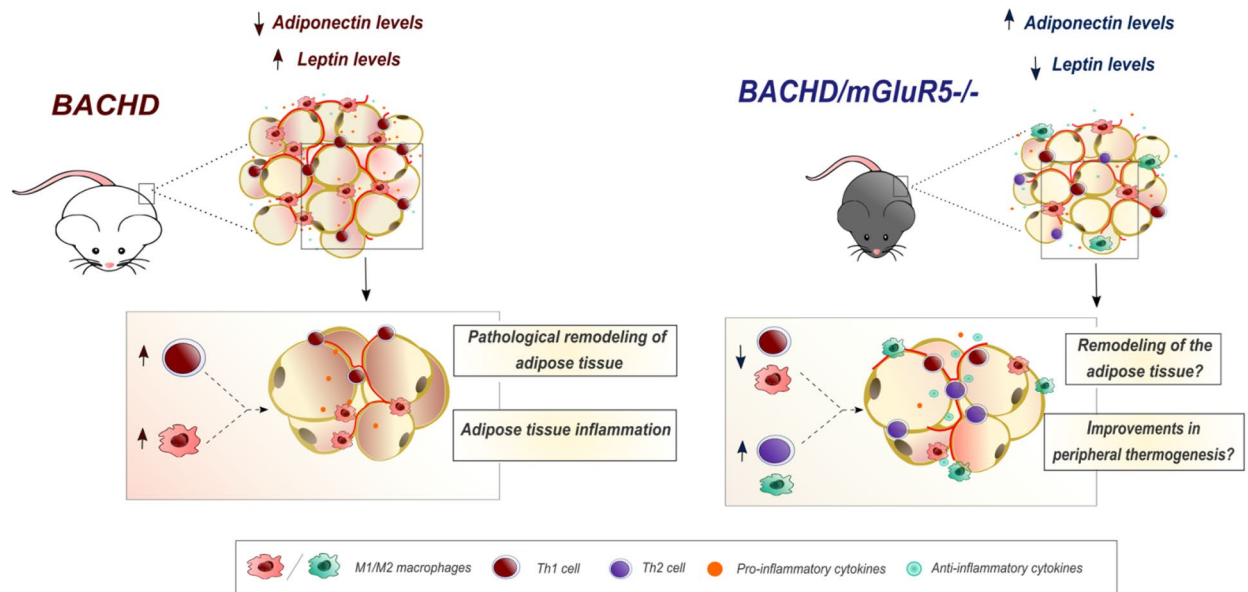 Adiponectin levels
Leptin levels
BACHD
Adiponectin levels
Leptin levels
BACHD/mGluR5-/-
Pathological remodeling of
adipose tissue
Adipose tissue inflammation
Remodeling of the
adipose tissue?
Improvements in
peripheral thermogenesis?
/ M1/M2 macrophages Th1 cell Th2 cell Pro-inflammatory cytokines Anti-inflammatory cytokines